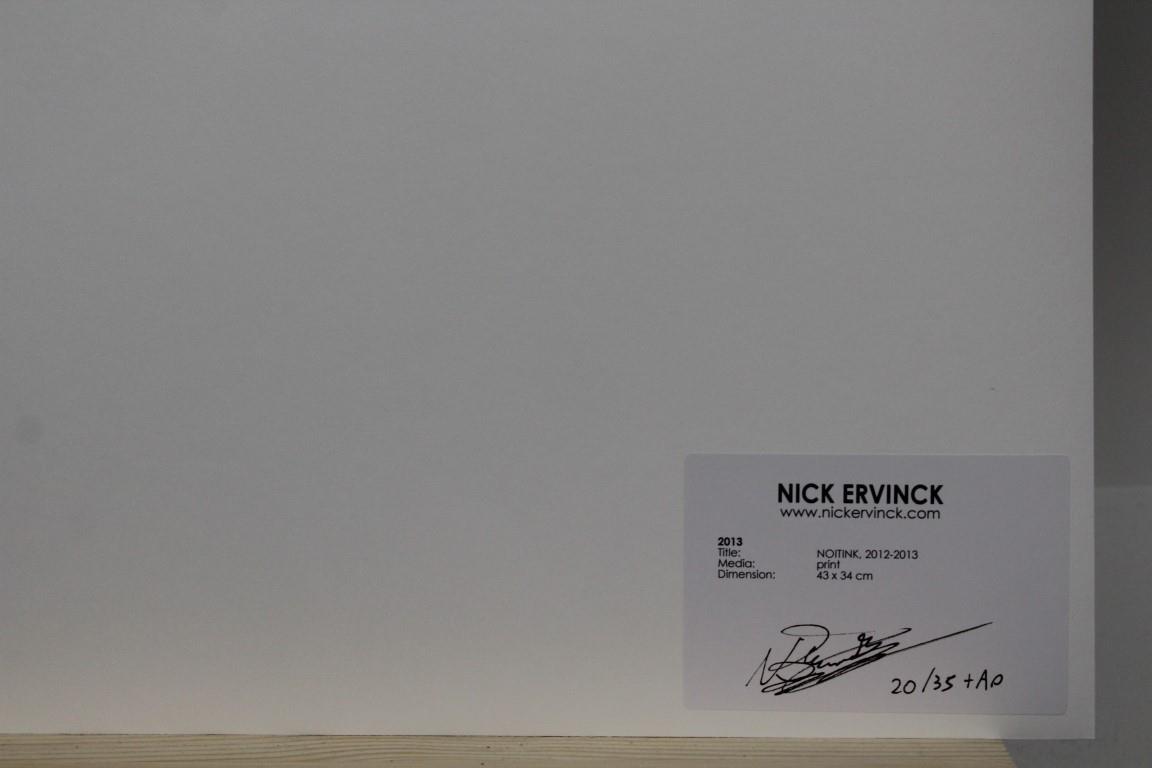 NICK ERVINCK
www.nickervinck.com
2013
Title: NOITINK, 2012-2013
Media: print
Dimension: 43 x 34 cm
20/35 + AP